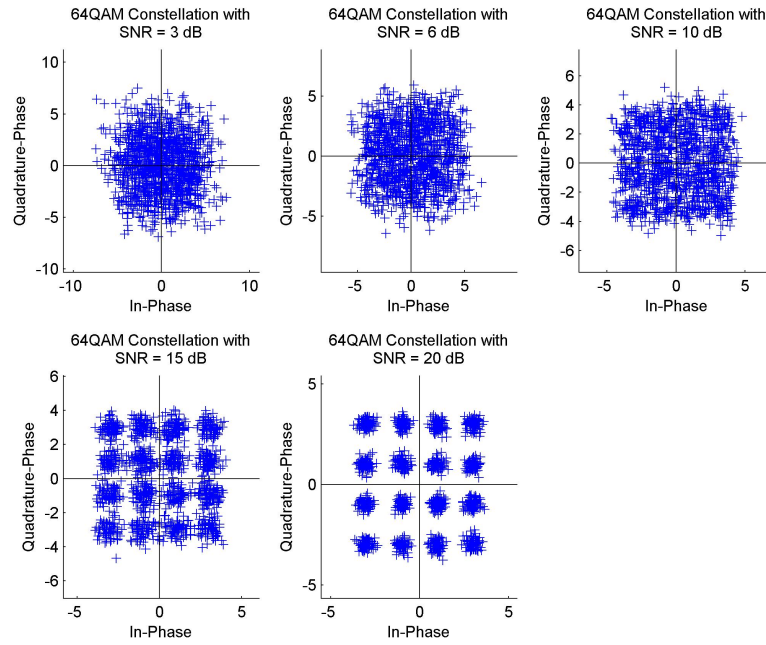 64QAM Constellation with
SNR = 3 dB
10
5
0
-5
-10
-10
0
10
Quadrature-Phase
In-Phase
64QAM Constellation with
SNR = 6 dB
5
0
-5
-5
0
5
Quadrature-Phase
In-Phase
64QAM Constellation with
SNR = 10 dB
6
4
2
0
-2
-4
-6
-5
0
5
Quadrature-Phase
In-Phase
64QAM Constellation with
SNR = 15 dB
6
4
2
0
-2
-4
-6
-5
0
5
Quadrature-Phase
In-Phase
64QAM Constellation with
SNR = 20 dB
5
0
-5
-5
0
5
Quadrature-Phase
In-Phase